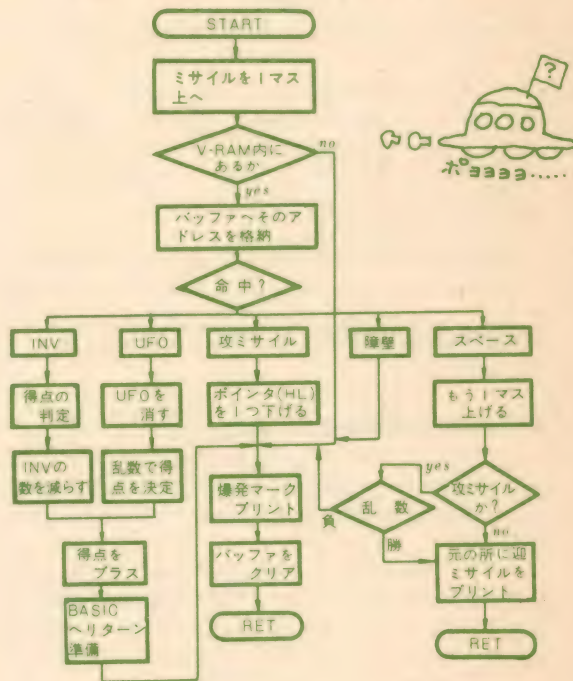 START
ミサイルを1マス
上へ
V-RAM内に
あるか
no
yes
バッファへそのア
ドレスを格納
命中?
INV
UFO
攻ミサイル
障壁
スペース
得点の
判定
UFOを
消す
ポインタ(HL)
を1つ下げる
もう1マス
上げる
INVの
数を減らす
乱数で得
点を決定
爆発マーク
プリント
負
乱数
勝
yes
攻ミサイル
か?
no
得点を
プラス
バッファを
クリア
元の所に迎
ミサイルを
プリント
BASIC
へリターン
準備
RET
RET
?
ポヨヨヨヨ.....